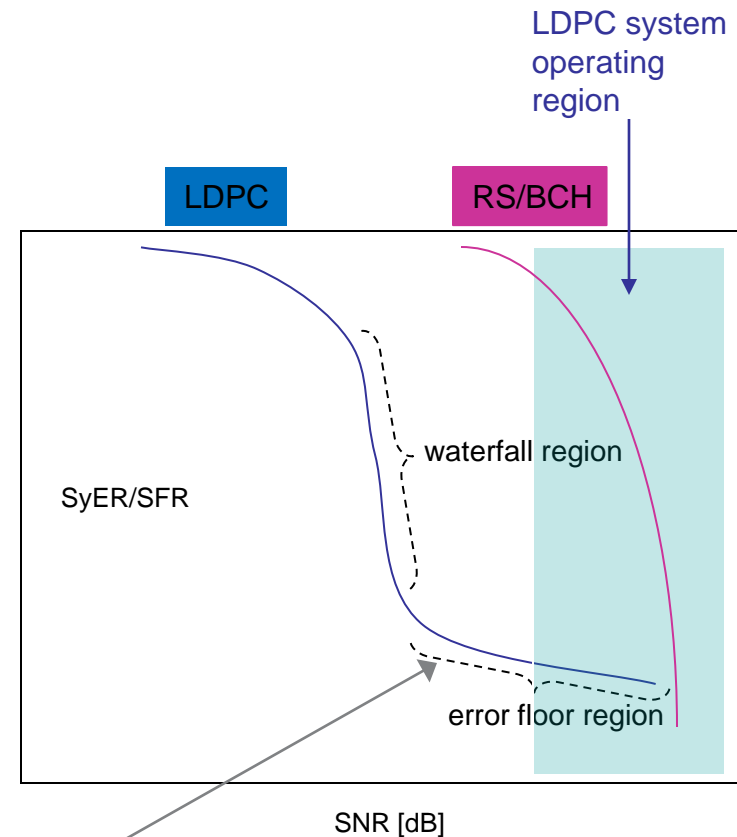 LDPC system
operating
region
LDPC
RS/BCH
waterfall region
SyER/SFR
error floor region
SNR [dB]